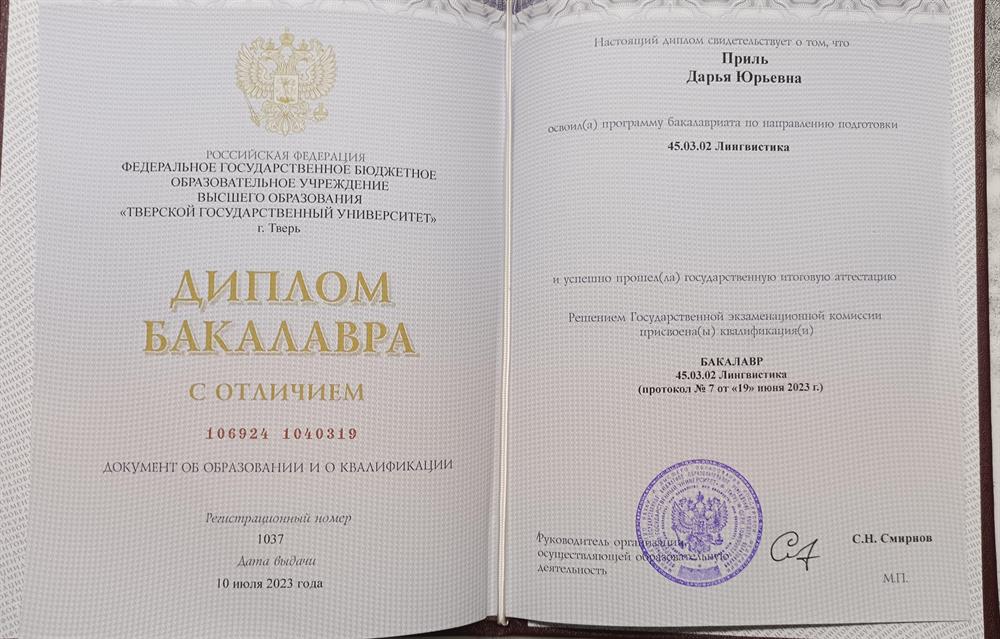 РОССИЙСКАЯ ФЕДЕРАЦИЯ
ФЕДЕРАЛЬНОЕ ГОСУДАРСТВЕННОЕ БЮДЖЕТНОЕ
ОБРАЗОВАТЕЛЬНОЕ УЧРЕЖДЕНИЕ
ВЫСШЕГО ОБРАЗОВАНИЯ
«ТВЕРСКОЙ ГОСУДАРСТВЕННЫЙ УНИВЕРСИТЕТ»
г. Тверь
ДИПЛОМ
БАКАЛАВРА
С ОТЛИЧИЕМ
106924 1040319
ДОКУМЕНТ ОБ ОБРАЗОВАНИИ И О КВАЛИФИКАЦИИ
Регистрационный номер
1037
Дата выдачи
10 июля 2023 года
Настоящий диплом свидетельствует о том, что
Приль
Дарья Юрьевна
освоил(а) программу бакалавриата по направлению подготовки
45.03.02 Лингвистика
и успешно прошел(ла) государственную итоговую аттестацию
Решением Государственной экзаменационной комиссии
присвоена(ы) квалификация(и)
БАКАЛАВР
45.03.02 Лингвистика
(протокол № 7 от «19» июня 2023 г.)
Руководитель организации,
осуществляющей образовательную
деятельность
С.Н. Смирнов
М.П.